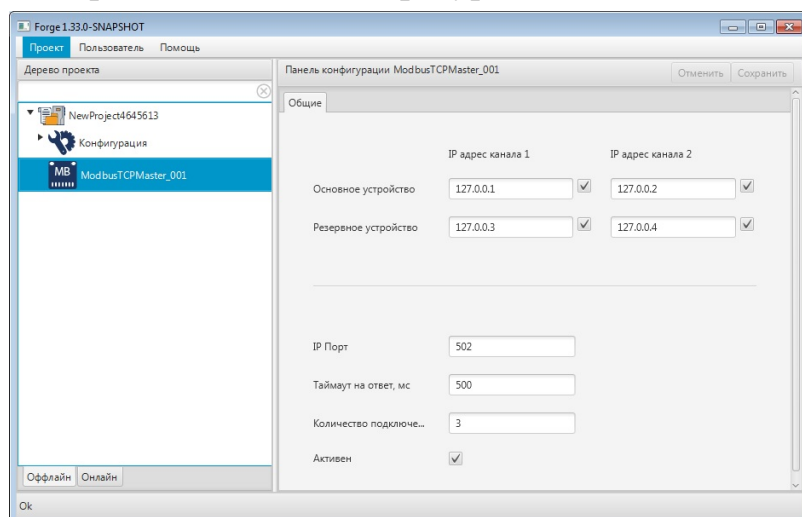 Forge 1.33.0-SNAPSHOT
Проект Пользователь Помощь
Дерево проекта
Панель конфигурации ModbusTCPMaster_001
Отменить Сохранить
NewProject4645613
Конфигурация
MB ModbusTCPMaster_001
Общие
IP адрес канала 1 IP адрес канала 2
Основное устройство 127.0.0.1 127.0.0.2
Резервное устройство 127.0.0.3 127.0.0.4
IP Порт 502
Таймаут на ответ, мс 500
Количество подключе... 3
Активен
Оффлайн Онлайн
Ok